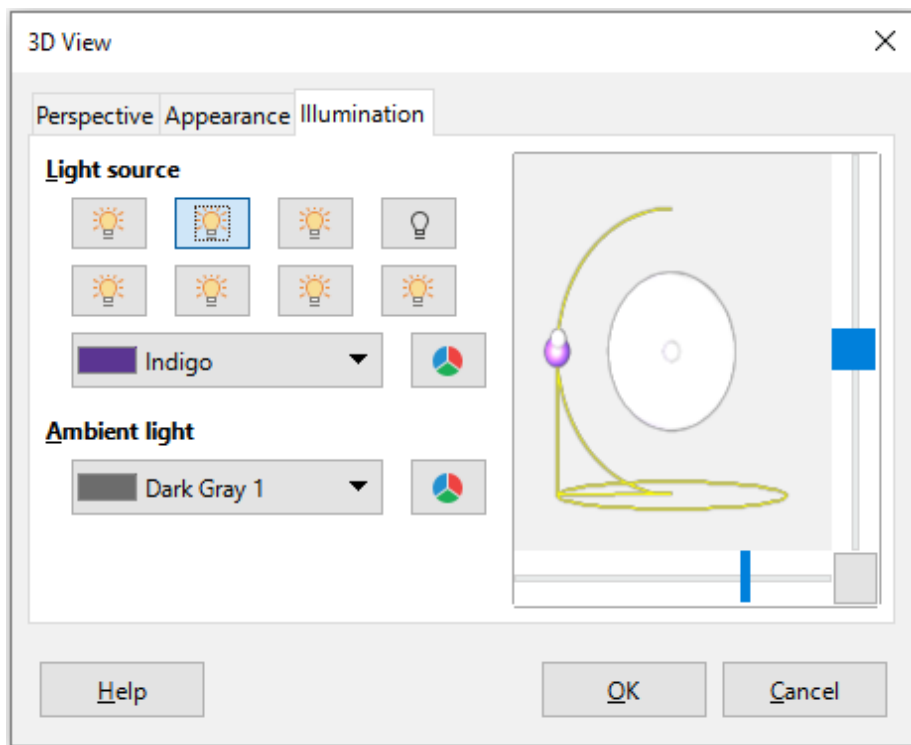 3D View
Perspective Appearance Illumination
Light source
Indigo
Ambient light
Dark Gray 1
Help OK Cancel